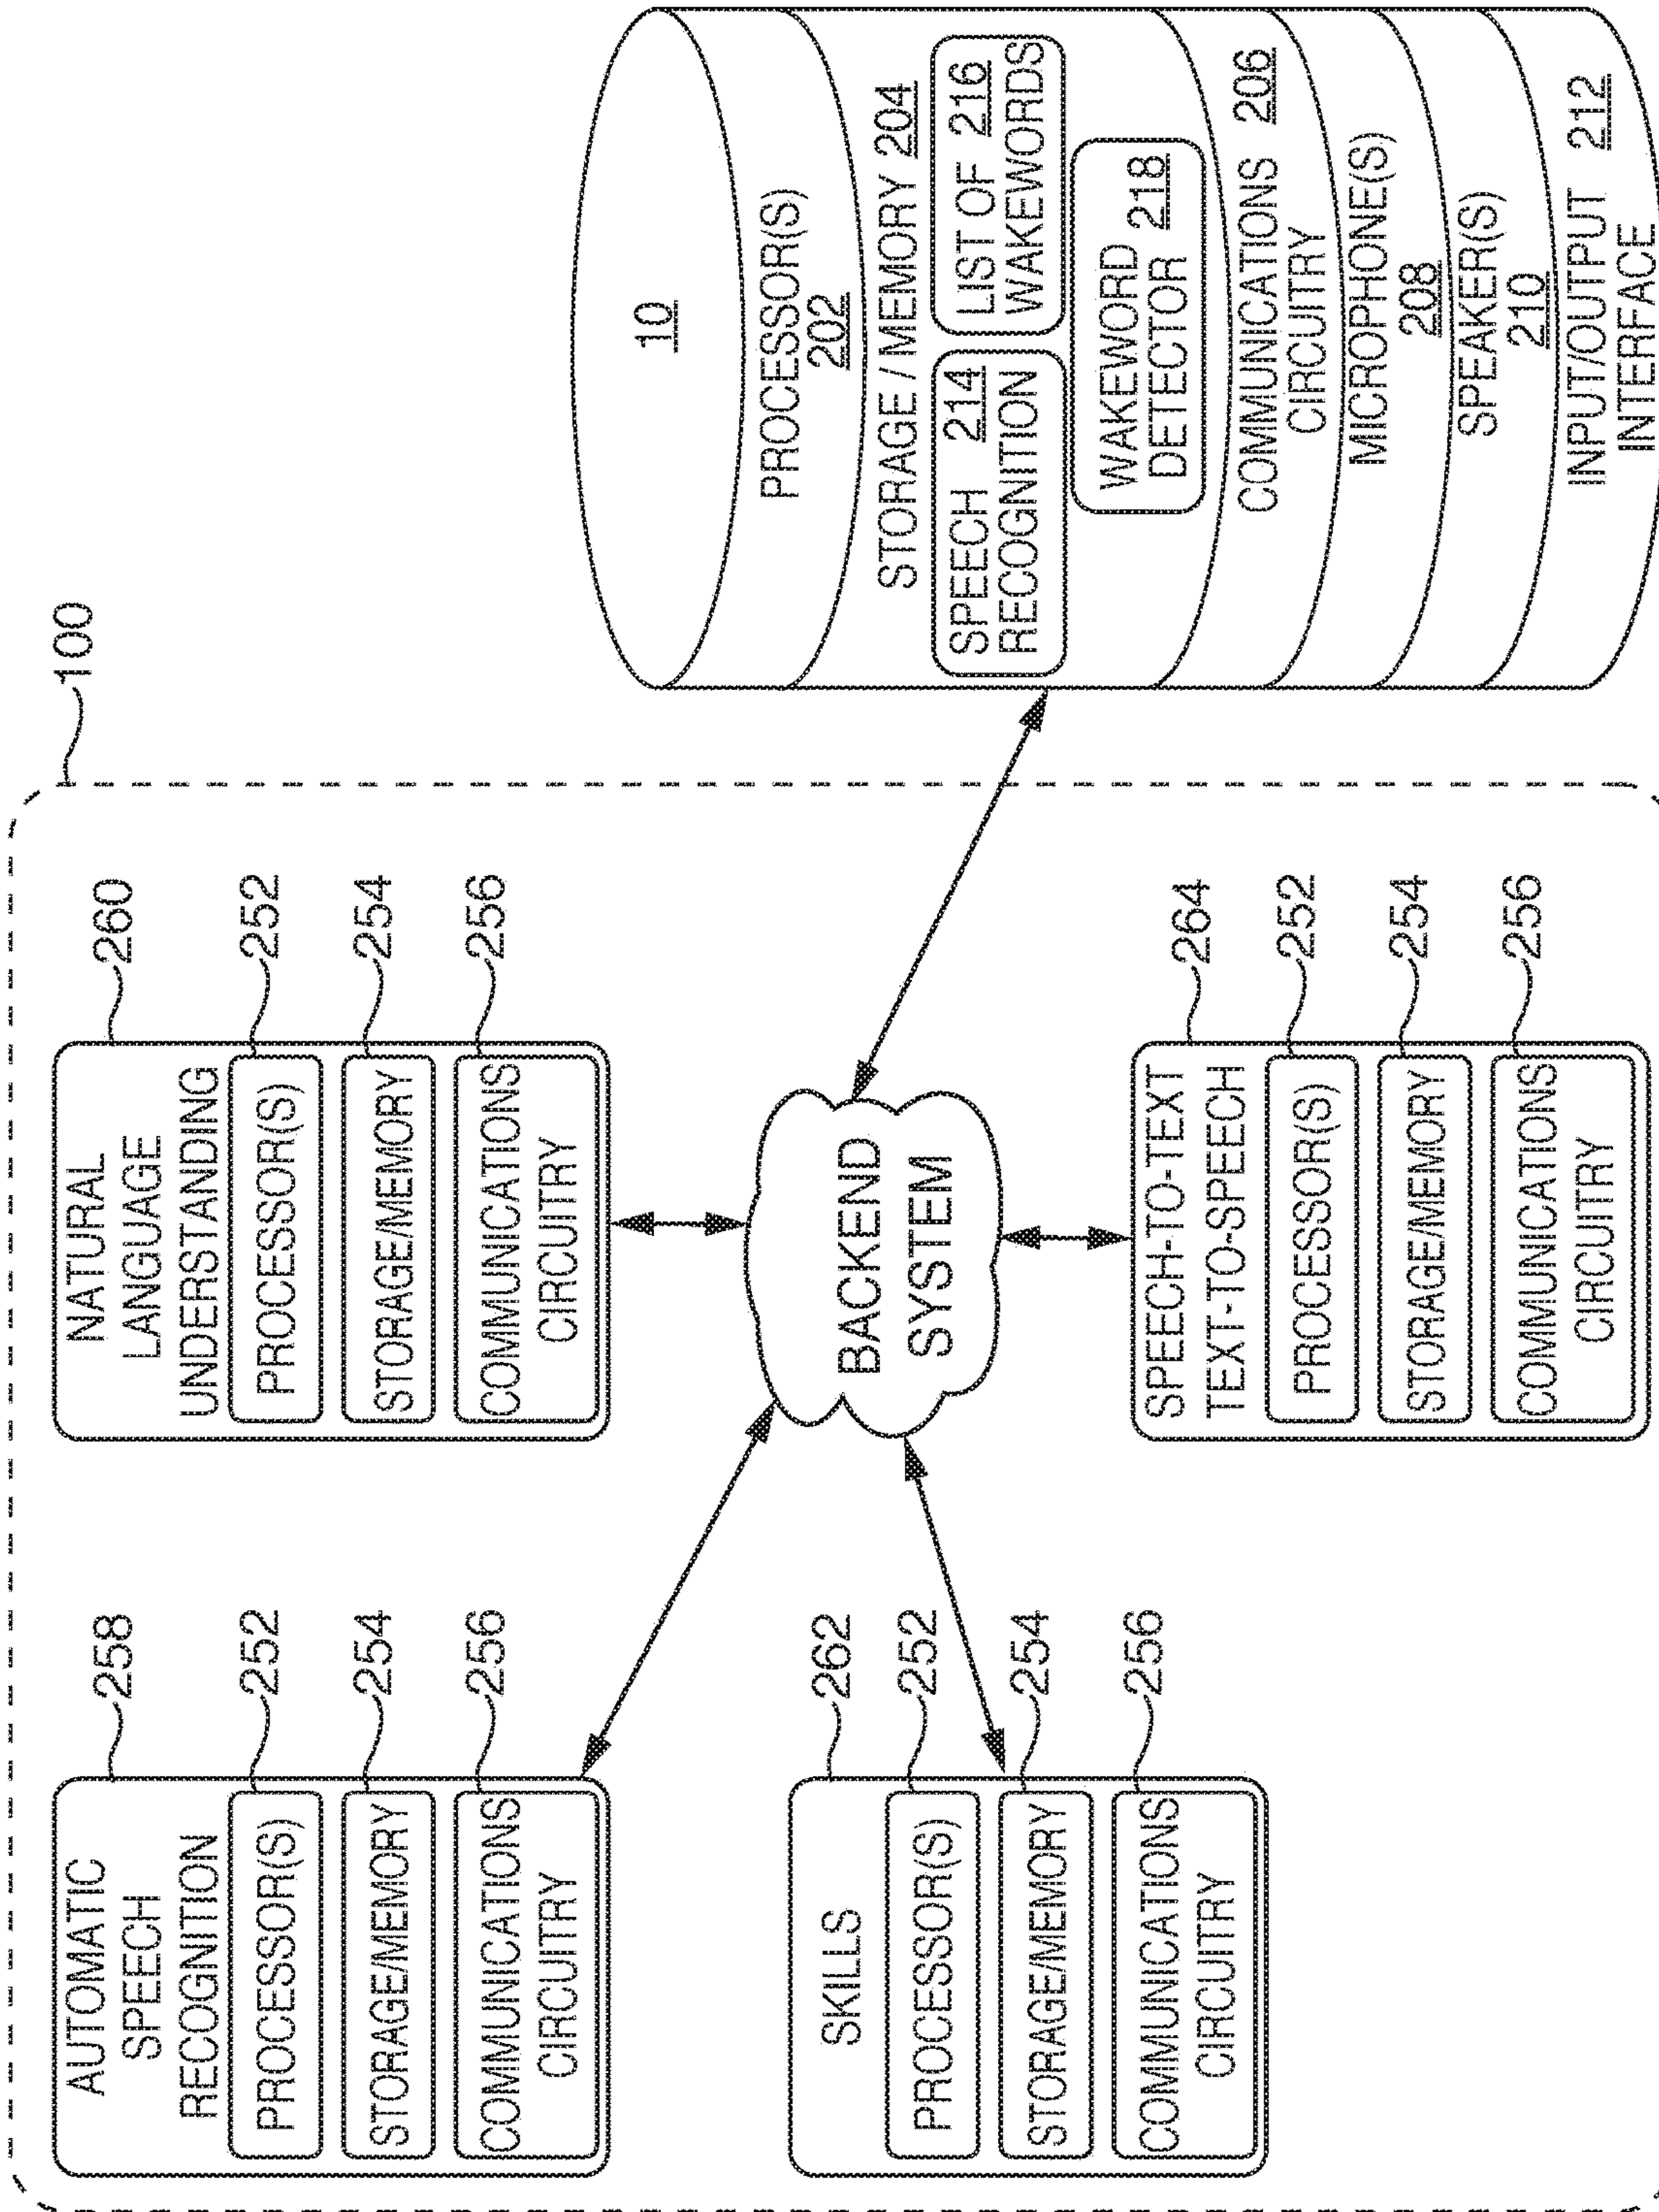 100
AUTOMATIC
SPEECH
RECOGNITION
258
PROCESSOR(S)
252
STORAGE/MEMORY
254
COMMUNICATIONS
CIRCUITRY
256
NATURAL
LANGUAGE
UNDERSTANDING
260
PROCESSOR(S)
252
STORAGE/MEMORY
254
COMMUNICATIONS
CIRCUITRY
256
BACKEND
SYSTEM
SKILLS
262
PROCESSOR(S)
252
STORAGE/MEMORY
254
COMMUNICATIONS
CIRCUITRY
256
SPEECH-TO-TEXT
TEXT-TO-SPEECH
264
PROCESSOR(S)
252
STORAGE/MEMORY
254
COMMUNICATIONS
CIRCUITRY
256
10
PROCESSOR(S)
202
STORAGE / MEMORY 204
SPEECH 214
RECOGNITION
LIST OF 216
WAKEWORDS
WAKEWORD
DETECTOR 218
COMMUNICATIONS 206
CIRCUITRY
MICROPHONE(S)
208
SPEAKER(S)
210
INPUT/OUTPUT 212
INTERFACE